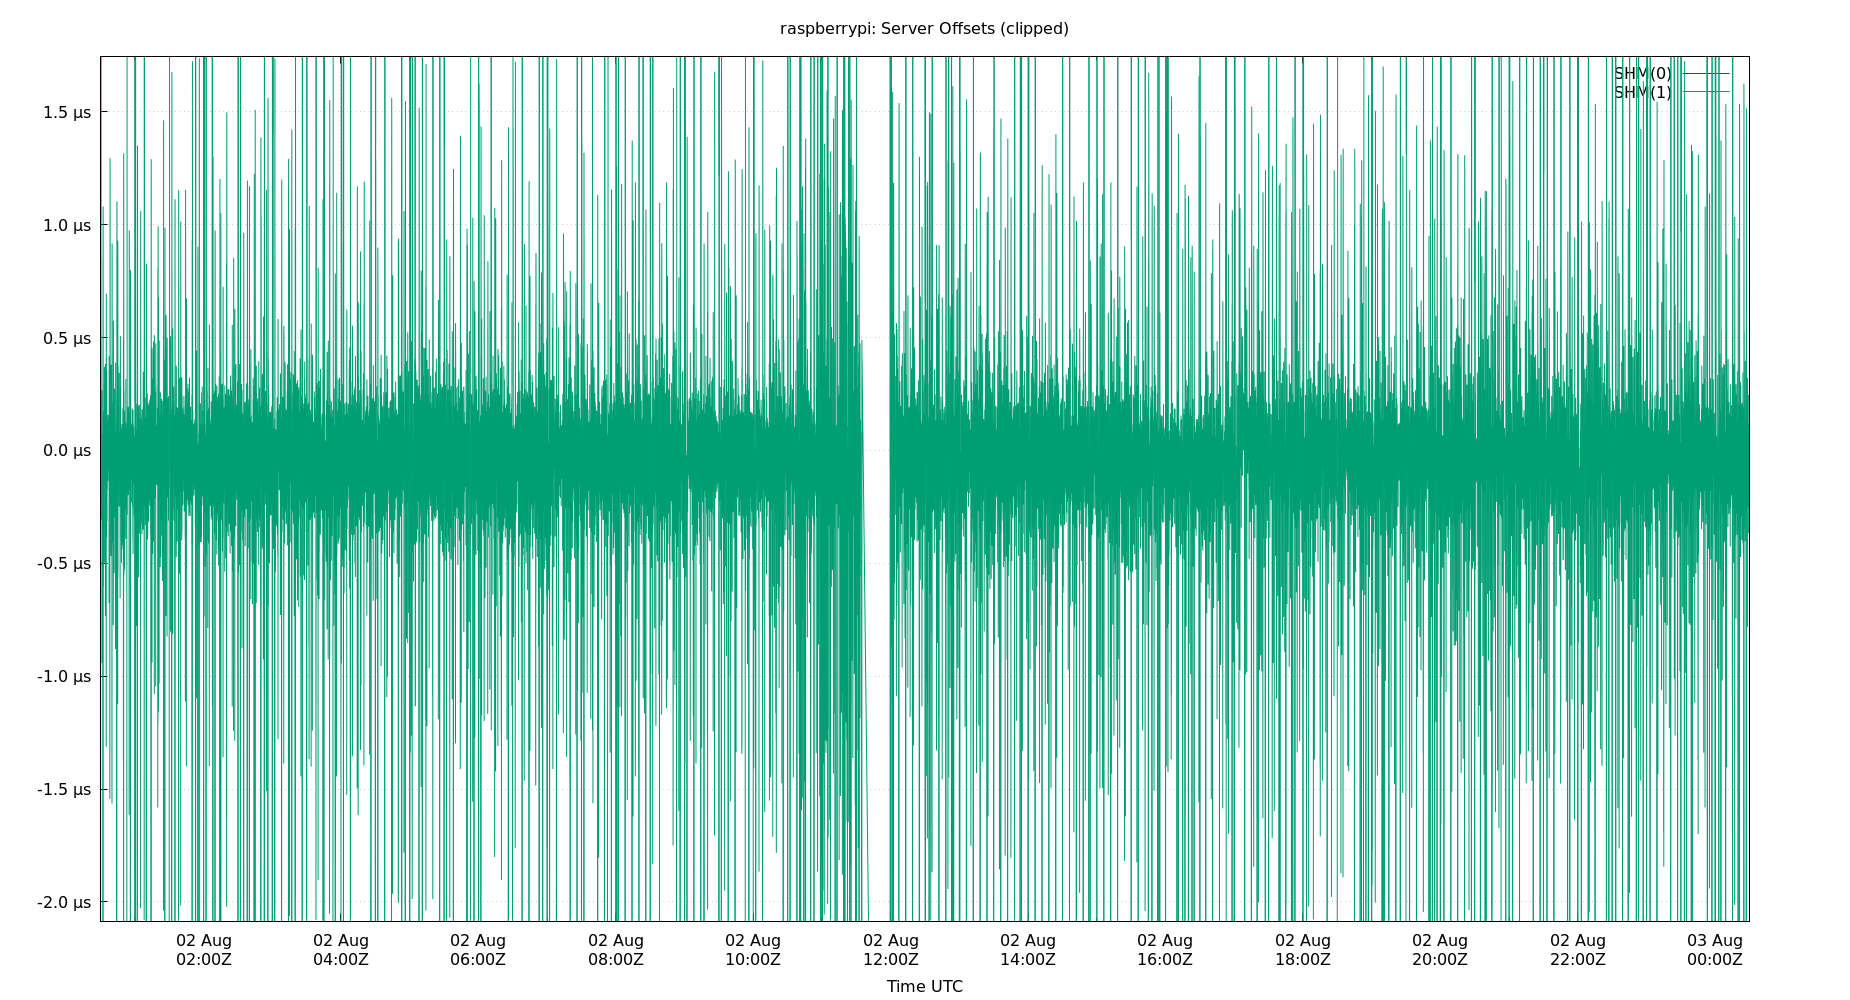 raspberrypi: Server Offsets (clipped)
SHM(0)
SHM(1)
1.5 µs
1.0 µs
0.5 µs
0.0 µs
-0.5 µs
-1.0 µs
-1.5 µs
-2.0 µs
02 Aug 02 Aug 02 Aug 02 Aug 02 Aug 02 Aug 02 Aug 02 Aug 02 Aug 02 Aug 02 Aug 03 Aug
02:00Z 04:00Z 06:00Z 08:00Z 10:00Z 12:00Z 14:00Z 16:00Z 18:00Z 20:00Z 22:00Z 00:00Z
Time UTC